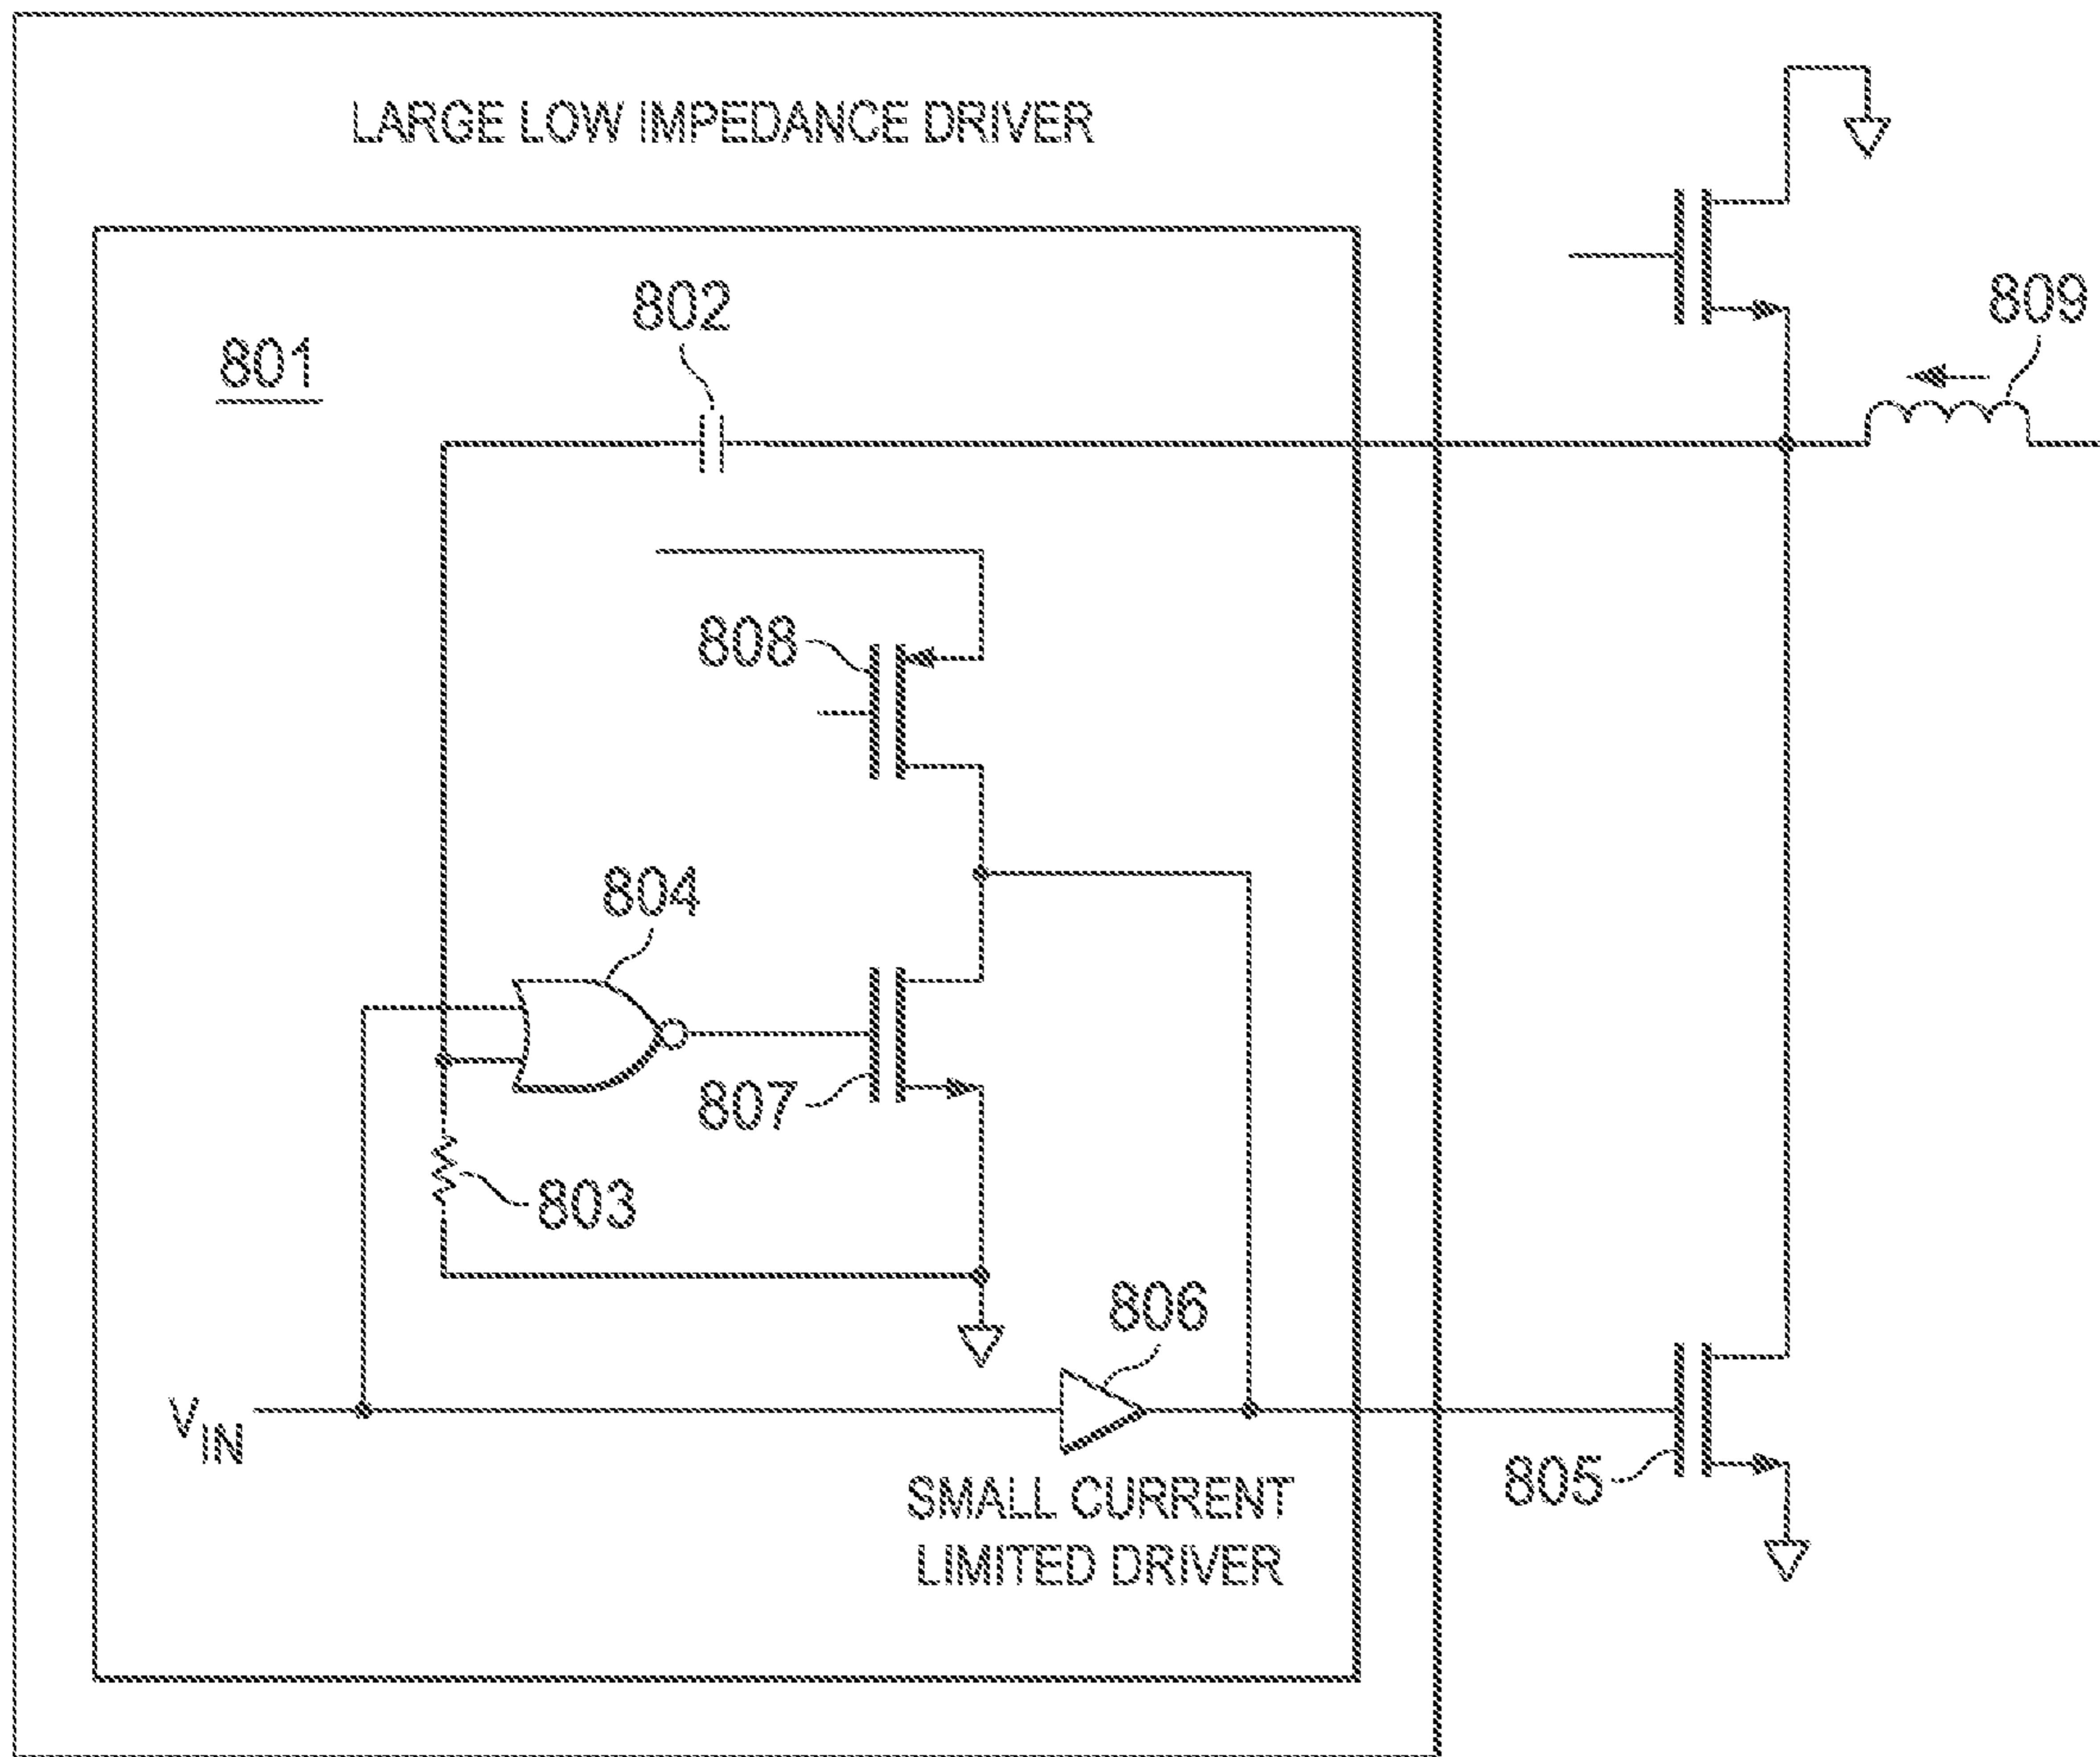 LARGE LOW IMPEDANCE DRIVER
802
801
809
808
804
807
803
806
VIN
SMALL CURRENT
LIMITED DRIVER
805